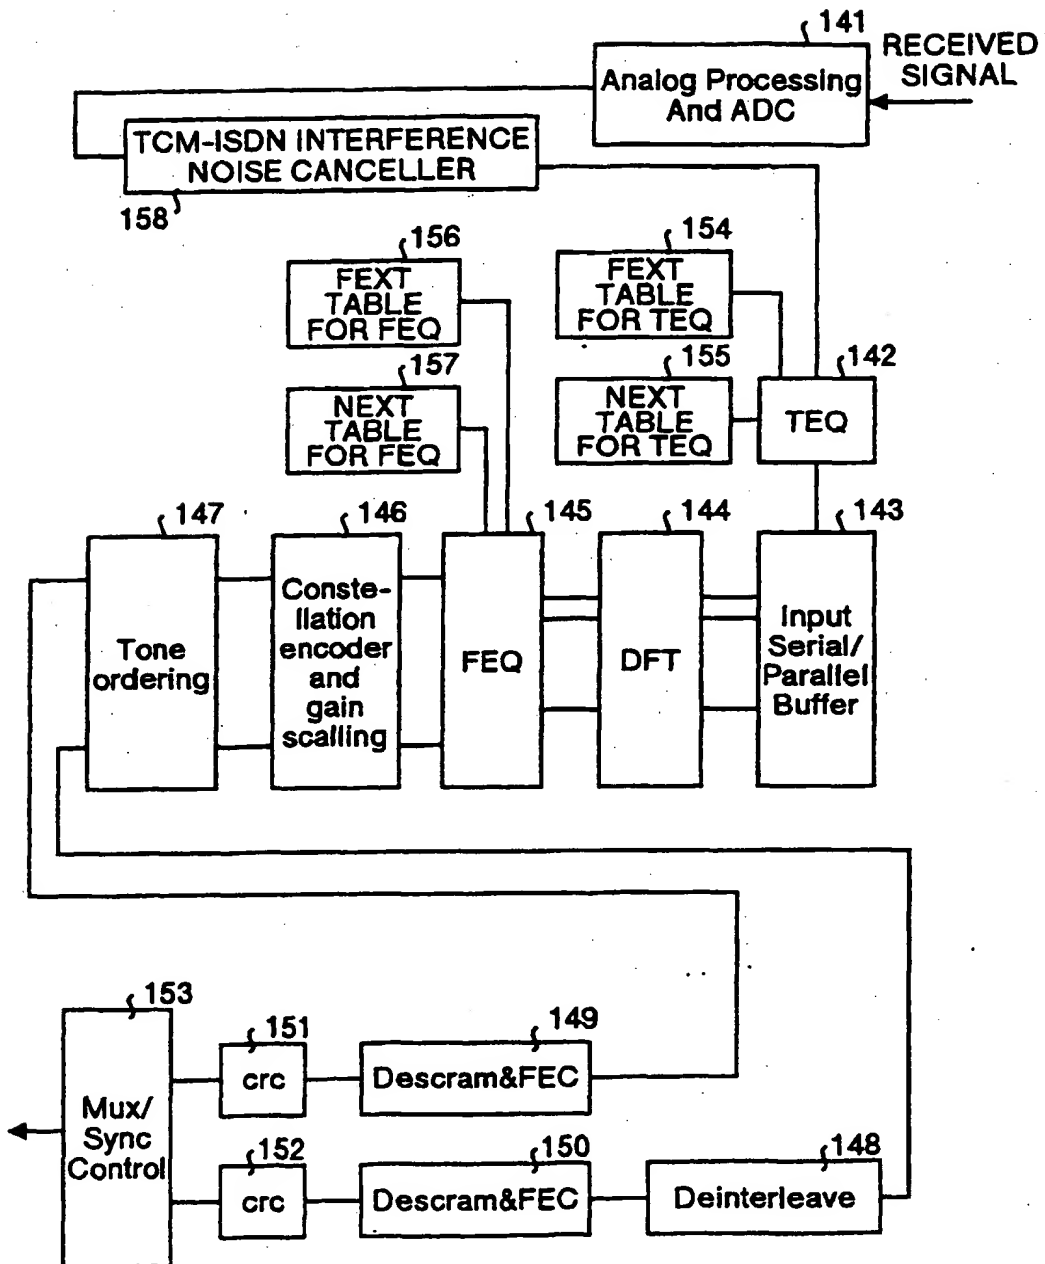 141
RECEIVED
SIGNAL
Analog Processing
And ADC
TCM-ISDN INTERFERENCE
NOISE CANCELLER
158
156
FEXT
TABLE
FOR FEQ
154
FEXT
TABLE
FOR TEQ
157
NEXT
TABLE
FOR FEQ
155
NEXT
TABLE
FOR TEQ
142
TEQ
147
Tone
ordering
146
Conste-
llation
encoder
and
gain
scalling
145
FEQ
144
DFT
143
Input
Serial/
Parallel
Buffer
153
Mux/
Sync
Control
151
crc
149
Descram&FEC
152
crc
150
Descram&FEC
148
Deinterleave